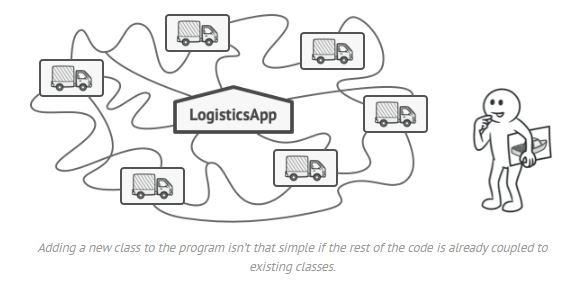 LogisticsApp
Adding a new class to the program isn't that simple if the rest of the code is already coupled to
existing classes.